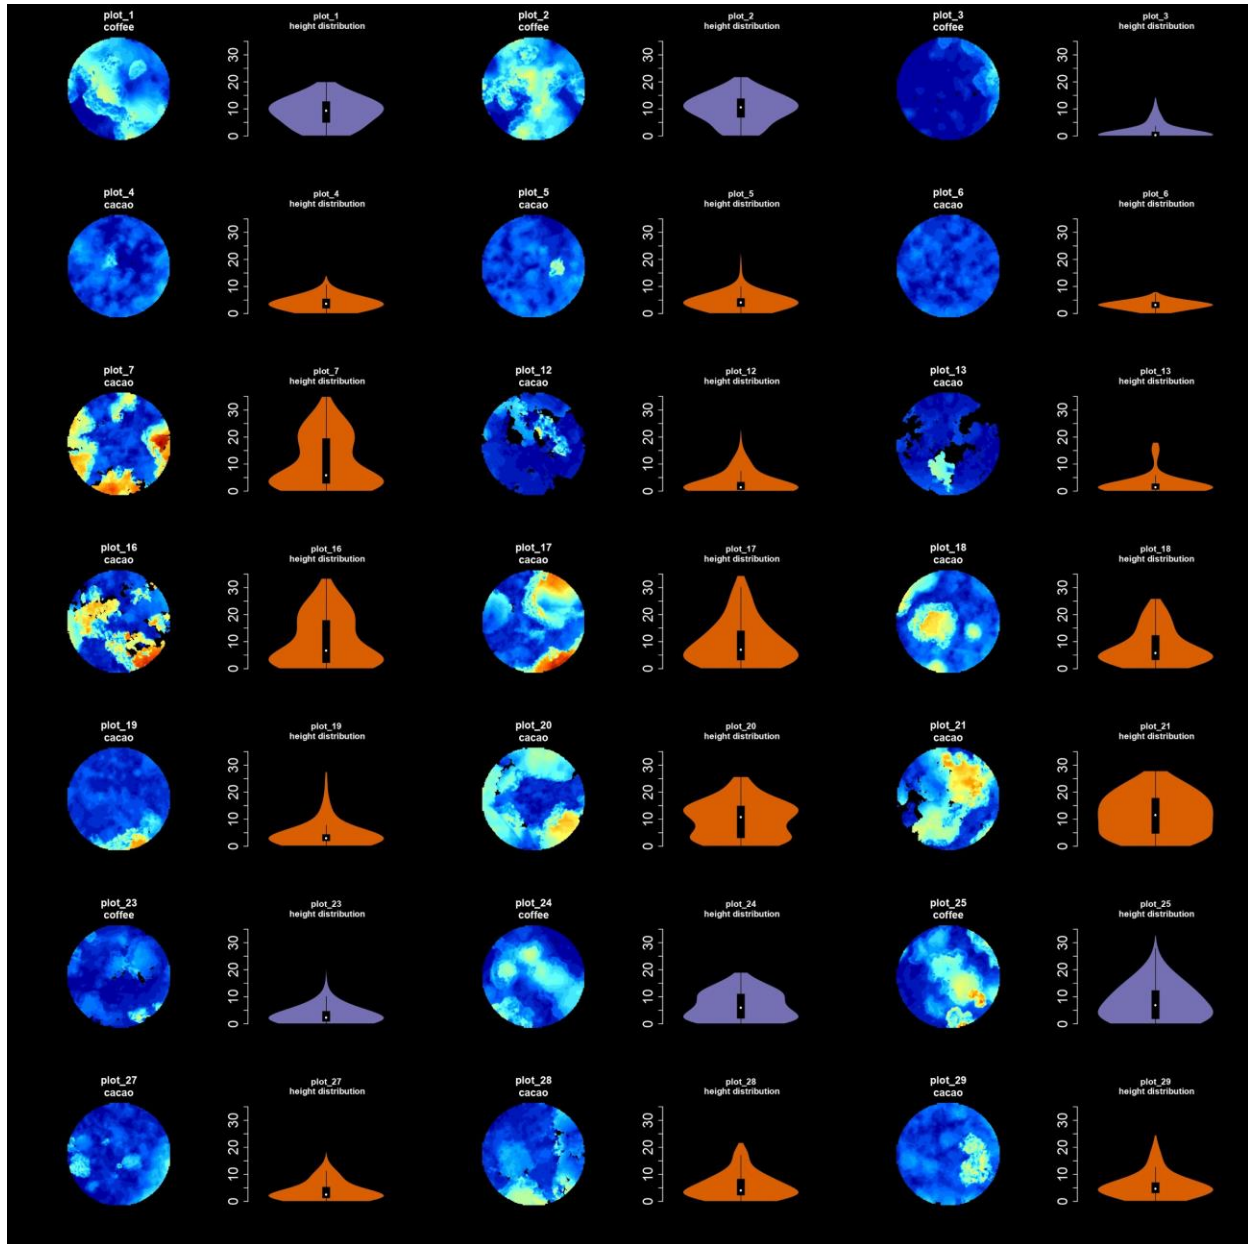 plot_1
coffee
plot_1
height distribution
0 10 20 30
plot_2
coffee
plot_2
height distribution
0 10 20 30
plot_3
coffee
plot_3
height distribution
0 10 20 30
plot_4
cacao
plot_4
height distribution
0 10 20 30
plot_5
cacao
plot_5
height distribution
0 10 20 30
plot_6
cacao
plot_6
height distribution
0 10 20 30
plot_7
cacao
plot_7
height distribution
0 10 20 30
plot_12
cacao
plot_12
height distribution
0 10 20 30
plot_13
cacao
plot_13
height distribution
0 10 20 30
plot_16
cacao
plot_16
height distribution
0 10 20 30
plot_17
cacao
plot_17
height distribution
0 10 20 30
plot_18
cacao
plot_18
height distribution
0 10 20 30
plot_19
cacao
plot_19
height distribution
0 10 20 30
plot_20
cacao
plot_20
height distribution
0 10 20 30
plot_21
cacao
plot_21
height distribution
0 10 20 30
plot_23
coffee
plot_23
height distribution
0 10 20 30
plot_24
coffee
plot_24
height distribution
0 10 20 30
plot_25
coffee
plot_25
height distribution
0 10 20 30
plot_27
cacao
plot_27
height distribution
0 10 20 30
plot_28
cacao
plot_28
height distribution
0 10 20 30
plot_29
cacao
plot_29
height distribution
0 10 20 30